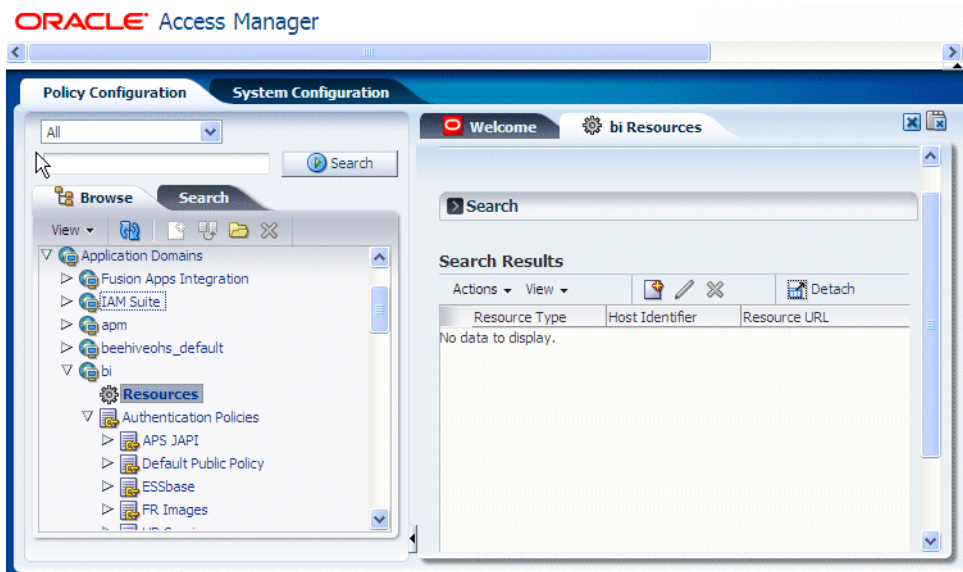 ORACLE Access Manager
Policy Configuration
System Configuration
All
Search
Browse
Search
View
Application Domains
Fusion Apps Integration
IAM Suite
apm
beehiveohs_default
bi
Resources
Authentication Policies
APS JAPI
Default Public Policy
ESSbase
FR Images
Welcome
bi Resources
Search
Search Results
Actions View Detach
Resource Type Host Identifier Resource URL
No data to display.